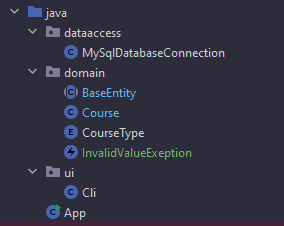 java
dataaccess
MySqlDatabaseConnection
domain
C BaseEntity
C Course
E CourseType
InvalidValueExeption
ui
C Cli
C App